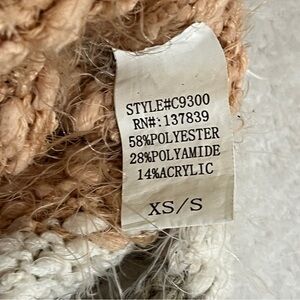 STYLE#C9300
RN#: 137839
58%POLYESTER
28%POLYAMIDE
14%ACRYLIC
XS/S